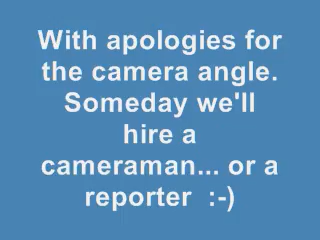 With apologies for
the camera angle.
Someday we'll
hire a
cameraman... or a
reporter  :-)